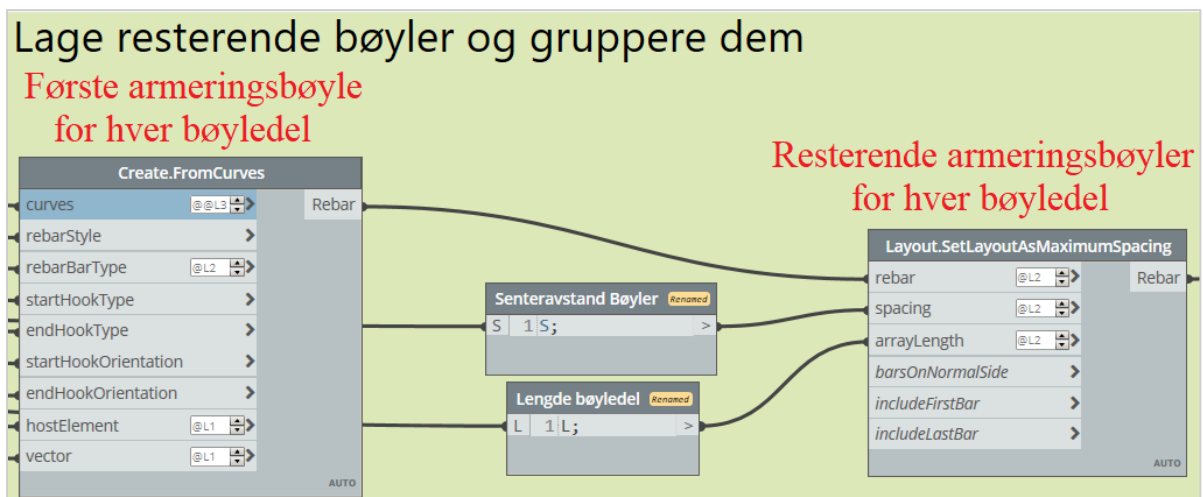 Lage resterende bøyler og gruppere dem
Første armeringsbøyle
for hver bøyledel
Create.FromCurves
curves @@L3 > Rebar
rebarStyle >
rebarBarType @L2 >
startHookType >
endHookType >
startHookOrientation >
endHookOrientation >
hostElement @L1 >
vector @L1 >
AUTO
Senteravstand Bøyler Renamed
S 1 S; >
Lengde bøyledel Renamed
L 1 L; >
Resterende armeringsbøyler
for hver bøyledel
Layout.SetLayoutAsMaximumSpacing
rebar @L2 > Rebar
spacing @L2 >
arrayLength @L2 >
barsOnNormalSide >
includeFirstBar >
includeLastBar >
AUTO